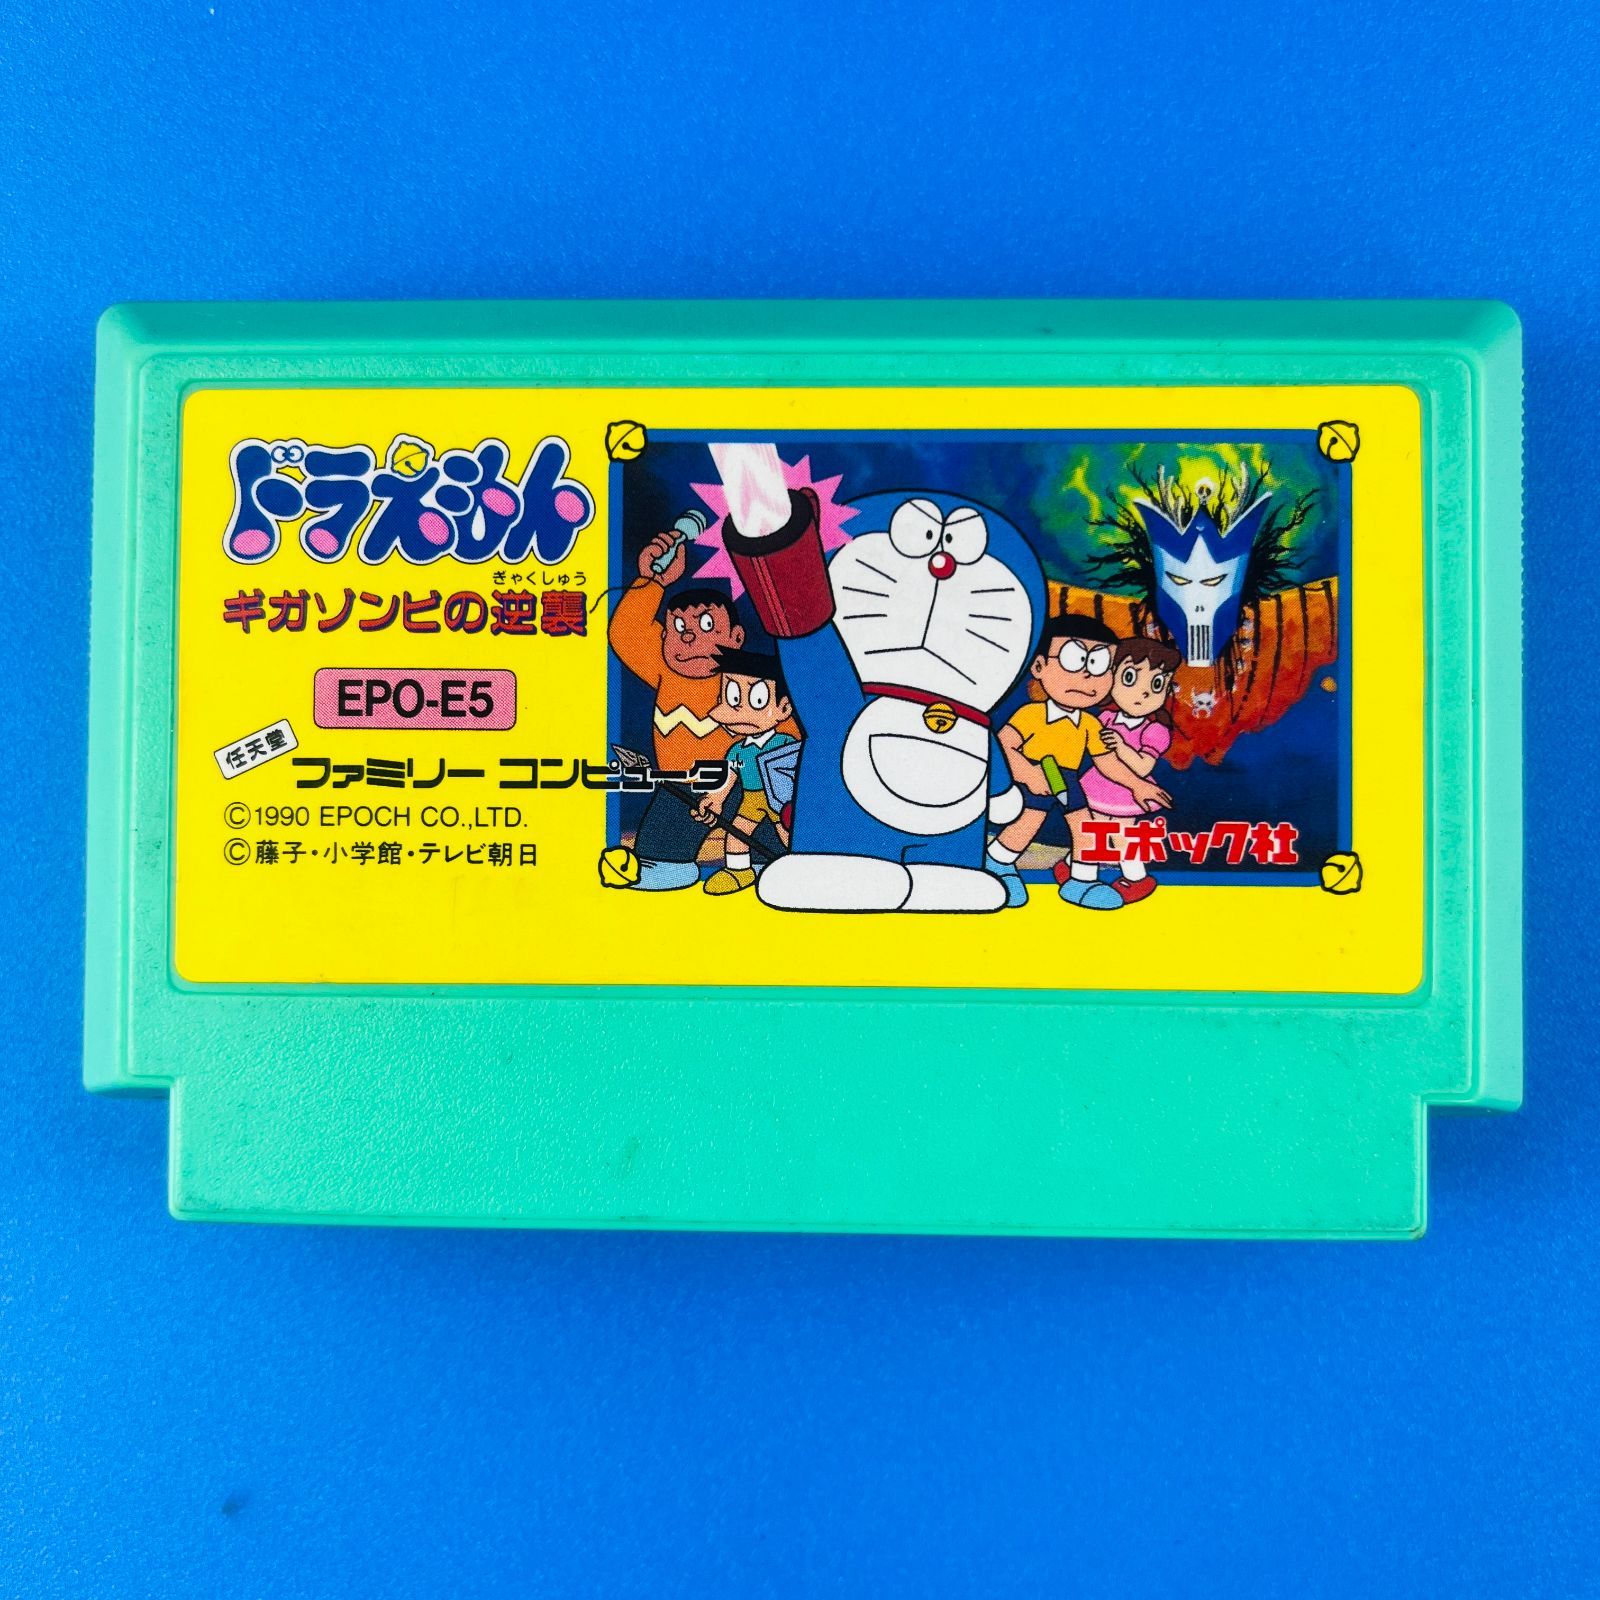 ドラえもん
ぎゃくしゅう
ギガゾンビの逆襲
EPO-E5
任天堂
ファミリー コンピュータ™
©1990 EPOCH CO.,LTD.
©藤子・小学館・テレビ朝日
エポック社